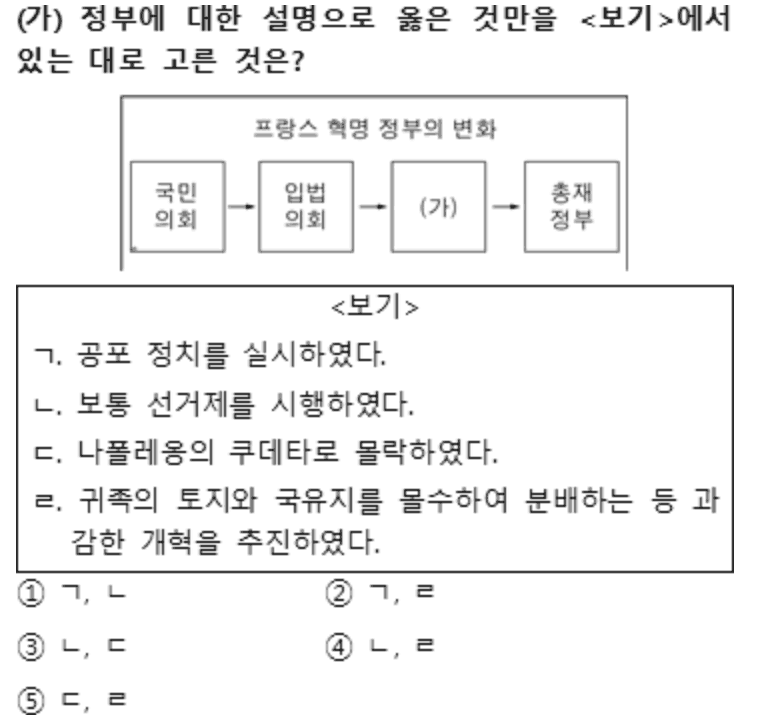 (가) 정부에 대한 설명으로 옳은 것만을 <보기>에서
있는 대로 고른 것은?
프랑스 혁명 정부의 변화
국민
의회
→
입법
의회
→
(가)
→
총재
정부
<보기>
ㄱ. 공포 정치를 실시하였다.
ㄴ. 보통 선거제를 시행하였다.
ㄷ. 나폴레옹의 쿠데타로 몰락하였다.
ㄹ. 귀족의 토지와 국유지를 몰수하여 분배하는 등 과
감한 개혁을 추진하였다.
① ㄱ, ㄴ ② ㄱ, ㄹ
③ ㄴ, ㄷ ④ ㄴ, ㄹ
⑤ ㄷ, ㄹ